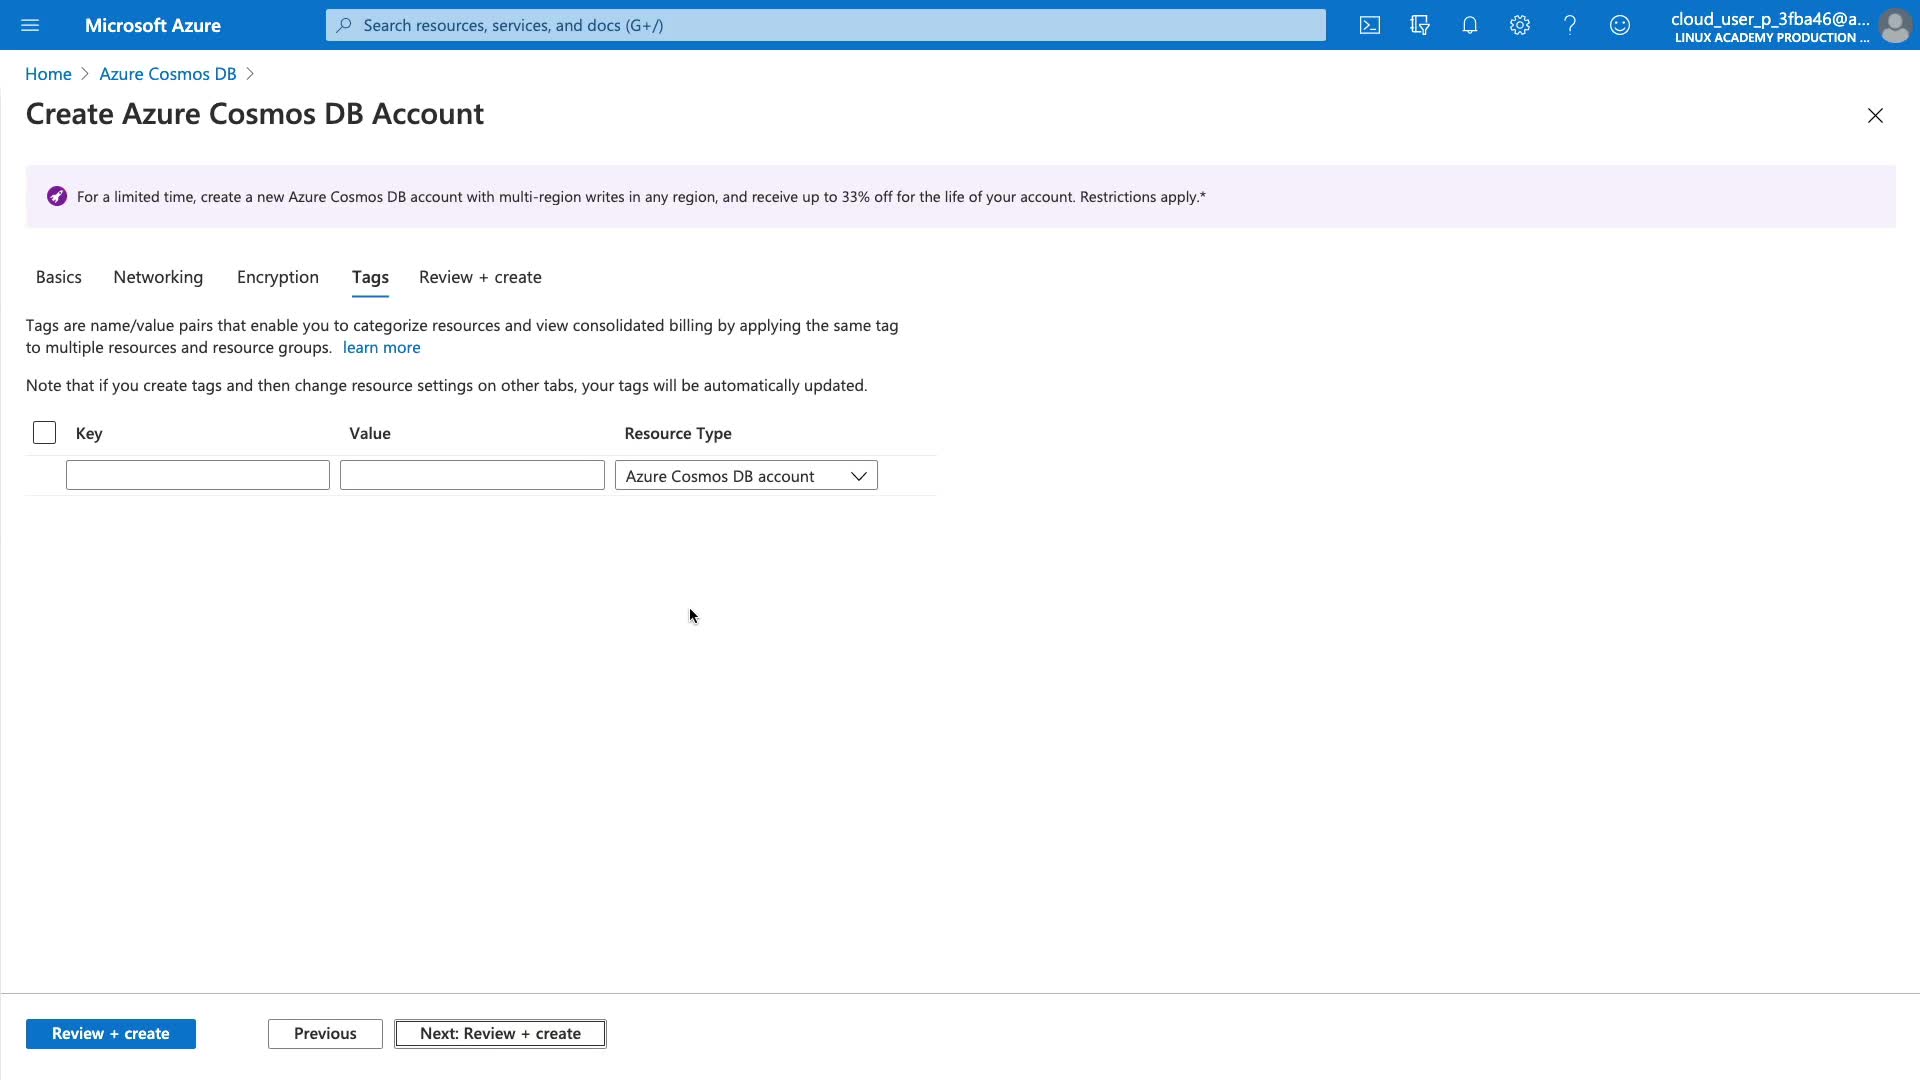 Microsoft Azure
Search resources, services, and docs (G+/)
cloud_user_p_3fba46@a...
LINUX ACADEMY PRODUCTION ...
Home > Azure Cosmos DB >
Create Azure Cosmos DB Account
For a limited time, create a new Azure Cosmos DB account with multi-region writes in any region, and receive up to 33% off for the life of your account. Restrictions apply.*
Basics Networking Encryption Tags Review + create
Tags are name/value pairs that enable you to categorize resources and view consolidated billing by applying the same tag
to multiple resources and resource groups. learn more
Note that if you create tags and then change resource settings on other tabs, your tags will be automatically updated.
Key Value Resource Type
Azure Cosmos DB account
Review + create Previous Next: Review + create